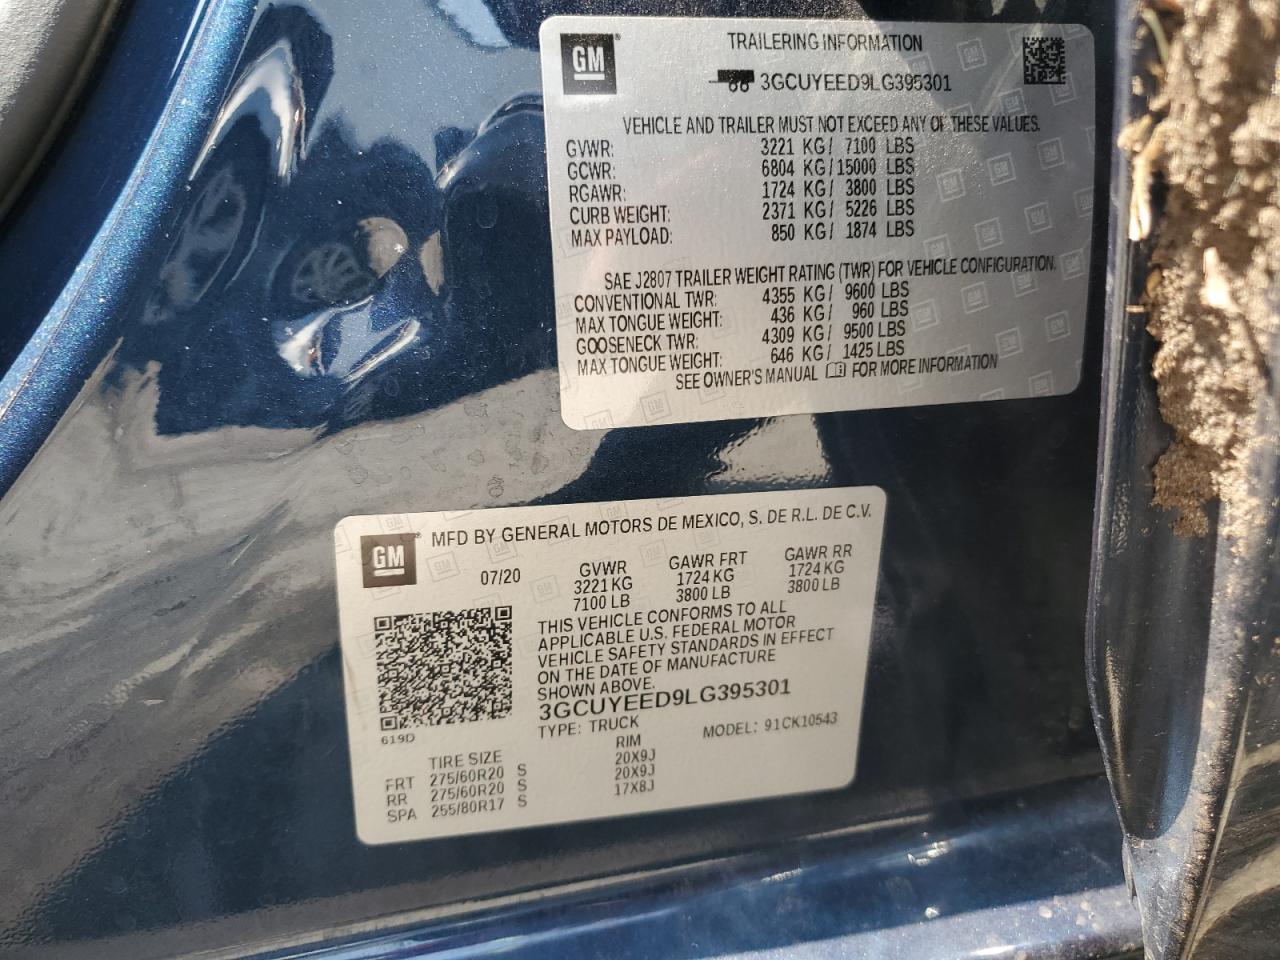 GM
TRAILERING INFORMATION
3GCUYEED9LG395301
VEHICLE AND TRAILER MUST NOT EXCEED ANY OF THESE VALUES.
GVWR: 3221 KG/ 7100 LBS
GCWR: 6804 KG/15000 LBS
RGAWR: 1724 KG/ 3800 LBS
CURB WEIGHT: 2371 KG/ 5226 LBS
MAX PAYLOAD: 850 KG/ 1874 LBS
SAE J2807 TRAILER WEIGHT RATING (TWR) FOR VEHICLE CONFIGURATION.
CONVENTIONAL TWR: 4355 KG/ 9600 LBS
MAX TONGUE WEIGHT: 436 KG/ 960 LBS
GOOSENECK TWR: 4309 KG/ 9500 LBS
MAX TONGUE WEIGHT: 646 KG/ 1425 LBS
SEE OWNER'S MANUAL FOR MORE INFORMATION
GM
MFD BY GENERAL MOTORS DE MEXICO, S. DE R.L. DE C.V.
07/20
GVWR GAWR FRT GAWR RR
3221 KG 1724 KG 1724 KG
7100 LB 3800 LB 3800 LB
THIS VEHICLE CONFORMS TO ALL
APPLICABLE U.S. FEDERAL MOTOR
VEHICLE SAFETY STANDARDS IN EFFECT
ON THE DATE OF MANUFACTURE
SHOWN ABOVE.
3GCUYEED9LG395301
TYPE: TRUCK MODEL: 91CK10543
619D
TIRE SIZE RIM
FRT 275/60R20 S 20X9J
RR 275/60R20 S 20X9J
SPA 255/80R17 S 17X8J